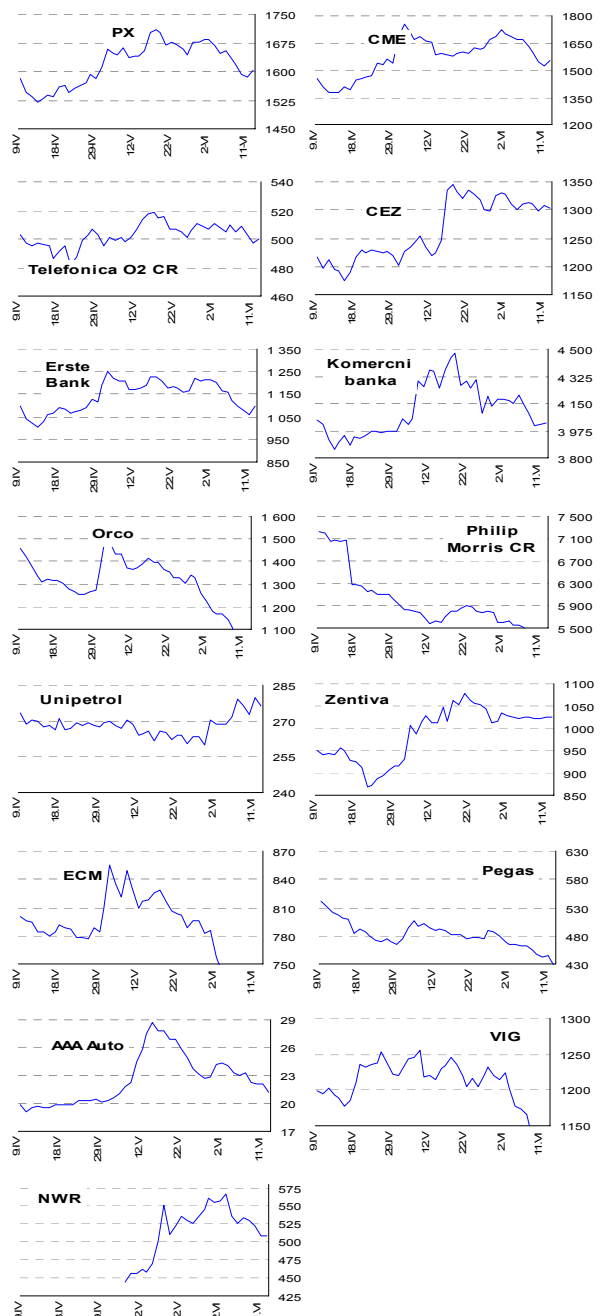 PX
1750
1675
1600
1525
1450
9.IV 18.IV 29.IV 12.V 22.V 2.VI 11.VI
CME
1800
1650
1500
1350
1200
9.IV 18.IV 29.IV 12.V 22.V 2.VI 11.VI
Telefonica O2 CR
540
520
500
480
460
9.IV 18.IV 29.IV 12.V 22.V 2.VI 11.VI
CEZ
1350
1300
1250
1200
1150
9.IV 18.IV 29.IV 12.V 22.V 2.VI 11.VI
Erste
Bank
1 350
1 250
1 150
1 050
950
850
9.IV 18.IV 29.IV 12.V 22.V 2.VI 11.VI
Komercni
banka
4 500
4 325
4 150
3 975
3 800
9.IV 18.IV 29.IV 12.V 22.V 2.VI 11.VI
Orco
1 600
1 500
1 400
1 300
1 200
1 100
9.IV 18.IV 29.IV 12.V 22.V 2.VI 11.VI
Philip
Morris CR
7 500
7 100
6 700
6 300
5 900
5 500
9.IV 18.IV 29.IV 12.V 22.V 2.VI 11.VI
Unipetrol
285
270
255
240
9.IV 18.IV 29.IV 12.V 22.V 2.VI 11.VI
Zentiva
1100
1050
1000
950
900
850
9.IV 18.IV 29.IV 12.V 22.V 2.VI 11.VI
ECM
870
840
810
780
750
9.IV 18.IV 29.IV 12.V 22.V 2.VI 11.VI
Pegas
630
580
530
480
430
9.IV 18.IV 29.IV 12.V 22.V 2.VI 11.VI
AAA Auto
29
26
23
20
17
9.IV 18.IV 29.IV 12.V 22.V 2.VI 11.VI
VIG
1300
1250
1200
1150
9.IV 18.IV 29.IV 12.V 22.V 2.VI 11.VI
NWR
575
550
525
500
475
450
425